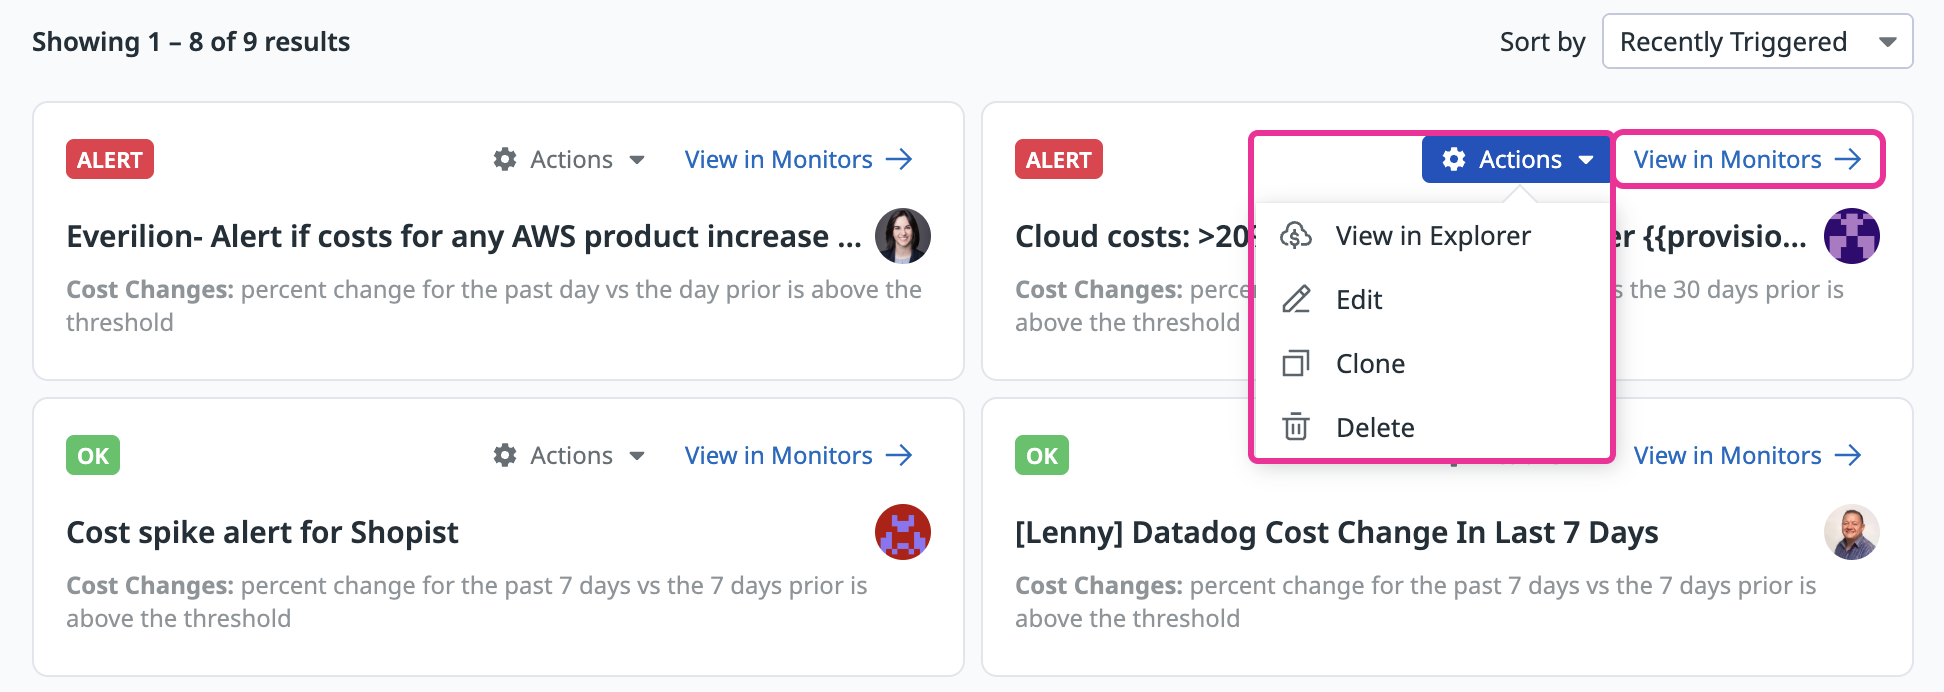 Showing 1 – 8 of 9 results
Sort by
Recently Triggered
ALERT
Actions
View in Monitors
Everilion- Alert if costs for any AWS product increase ...
Cost Changes: percent change for the past day vs the day prior is above the
threshold
ALERT
Actions
View in Monitors
View in Explorer
Edit
Clone
Delete
Cloud costs: >20 {{provisio...
Cost Changes: the 30 days prior is
above the threshold
OK
Actions
View in Monitors
Cost spike alert for Shopist
Cost Changes: percent change for the past 7 days vs the 7 days prior is
above the threshold
OK
View in Monitors
[Lenny] Datadog Cost Change In Last 7 Days
Cost Changes: percent change for the past 7 days vs the 7 days prior is
above the threshold